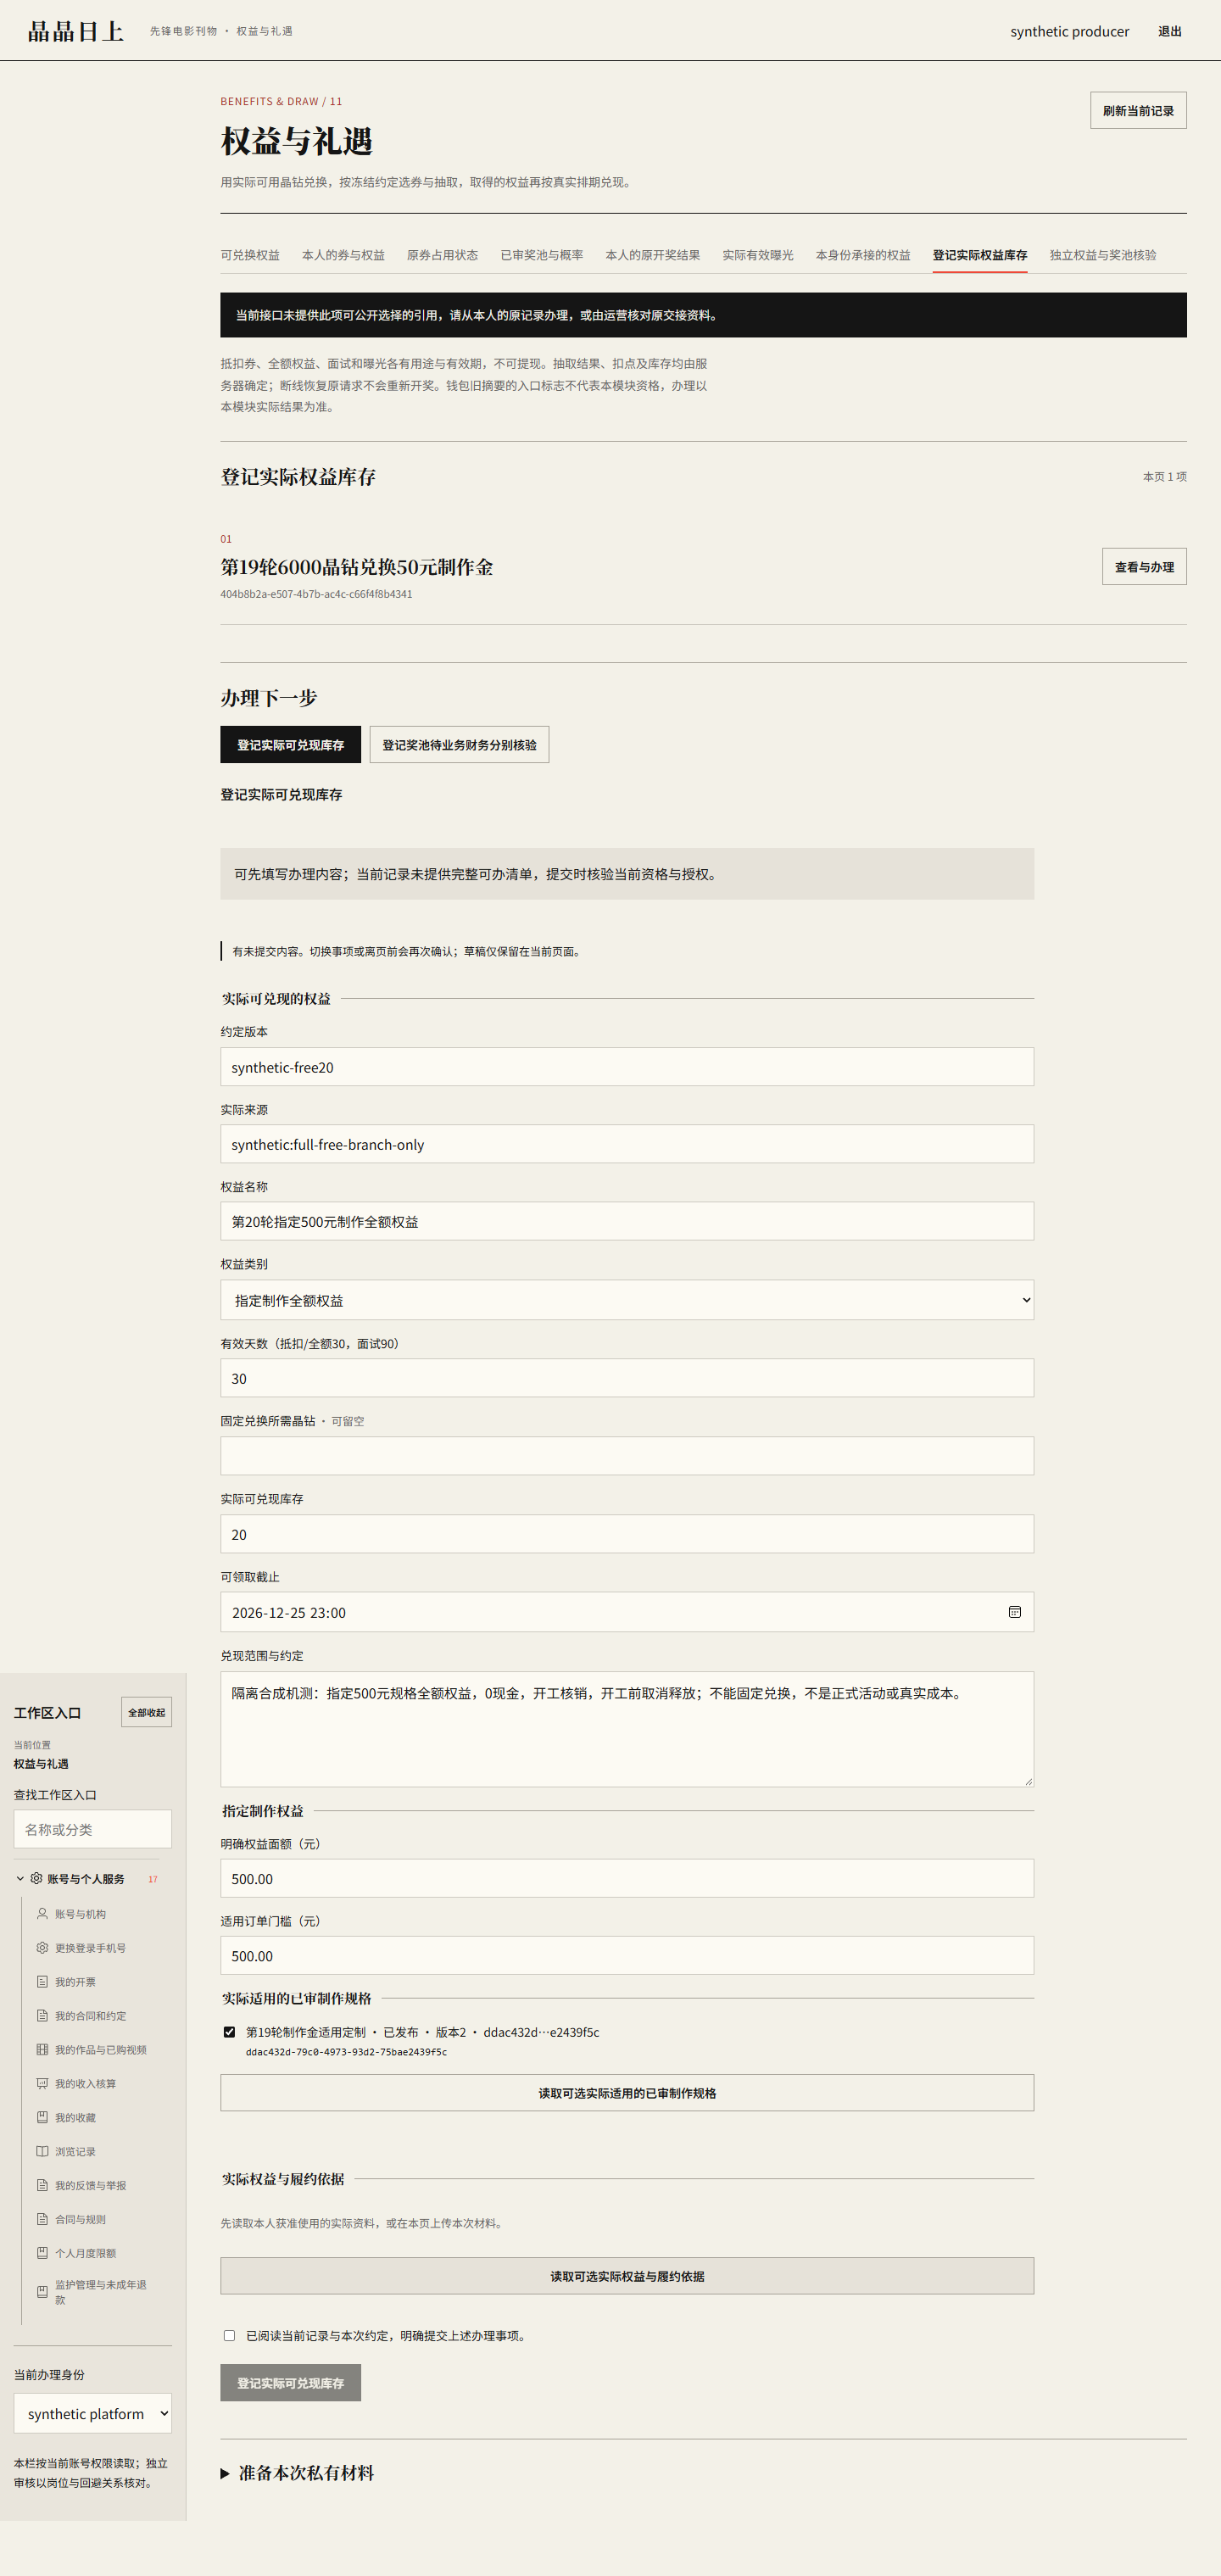 晶晶日上
先锋电影刊物 · 权益与礼遇
synthetic producer
退出
BENEFITS & DRAW / 11
刷新当前记录
权益与礼遇
用实际可用晶钻兑换，按冻结约定选券与抽取，取得的权益再按真实排期兑现。
可兑换权益
本人的券与权益
原券占用状态
已审奖池与概率
本人的原开奖结果
实际有效曝光
本身份承接的权益
登记实际权益库存
独立权益与奖池核验
当前接口未提供此项可公开选择的引用，请从本人的原记录办理，或由运营核对原交接资料。
抵扣券、全额权益、面试和曝光各有用途与有效期，不可提现。抽取结果、扣点及库存均由服
务器确定；断线恢复原请求不会重新开奖。钱包旧摘要的入口标志不代表本模块资格，办理以
本模块实际结果为准。
登记实际权益库存
本页 1 项
01
第19轮6000晶钻兑换50元制作金
404b8b2a-e507-4b7b-ac4c-c66f4f8b4341
查看与办理
办理下一步
登记实际可兑现库存
登记奖池待业务财务分别核验
登记实际可兑现库存
可先填写办理内容；当前记录未提供完整可办清单，提交时核验当前资格与授权。
有未提交内容。切换事项或离页前会再次确认；草稿仅保留在当前页面。
实际可兑现的权益
约定版本
synthetic-free20
实际来源
synthetic:full-free-branch-only
权益名称
第20轮指定500元制作全额权益
权益类别
指定制作全额权益
有效天数（抵扣/全额30，面试90）
30
固定兑换所需晶钻 · 可留空
实际可兑现库存
20
可领取截止
2026-12-25 23:00
兑现范围与约定
隔离合成机测：指定500元规格全额权益，0现金，开工核销，开工前取消释放；不能固定兑换，不是正式活动或真实成本。
指定制作权益
明确权益面额（元）
500.00
适用订单门槛（元）
500.00
实际适用的已审制作规格
第19轮制作金适用定制 · 已发布 · 版本2 · ddac432d…e2439f5c
ddac432d-79c0-4973-93d2-75bae2439f5c
读取可选实际适用的已审制作规格
实际权益与履约依据
先读取本人获准使用的实际资料，或在本页上传本次材料。
读取可选实际权益与履约依据
已阅读当前记录与本次约定，明确提交上述办理事项。
登记实际可兑现库存
准备本次私有材料
工作区入口
全部收起
当前位置
权益与礼遇
查找工作区入口
名称或分类
账号与个人服务
17
账号与机构
更换登录手机号
我的开票
我的合同和约定
我的作品与已购视频
我的收入核算
我的收藏
浏览记录
我的反馈与举报
合同与规则
个人月度限额
监护管理与未成年退
款
当前办理身份
synthetic platform
本栏按当前账号权限读取；独立
审核以岗位与回避关系核对。